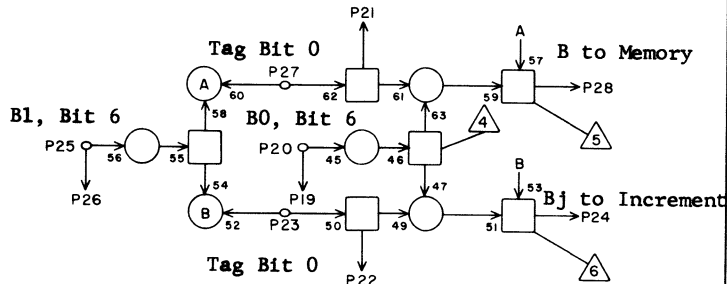 P21
A
Tag Bit 0
B to Memory
P27
57
A
60
62
61
59
P28
58
63
B1, Bit 6
B0, Bit 6
4
5
P25
56
55
P20
45
46
54
47
B
53
P26
P19
Bj to Increment
B
52
P23
50
49
51
P24
Tag Bit 0
P22
6